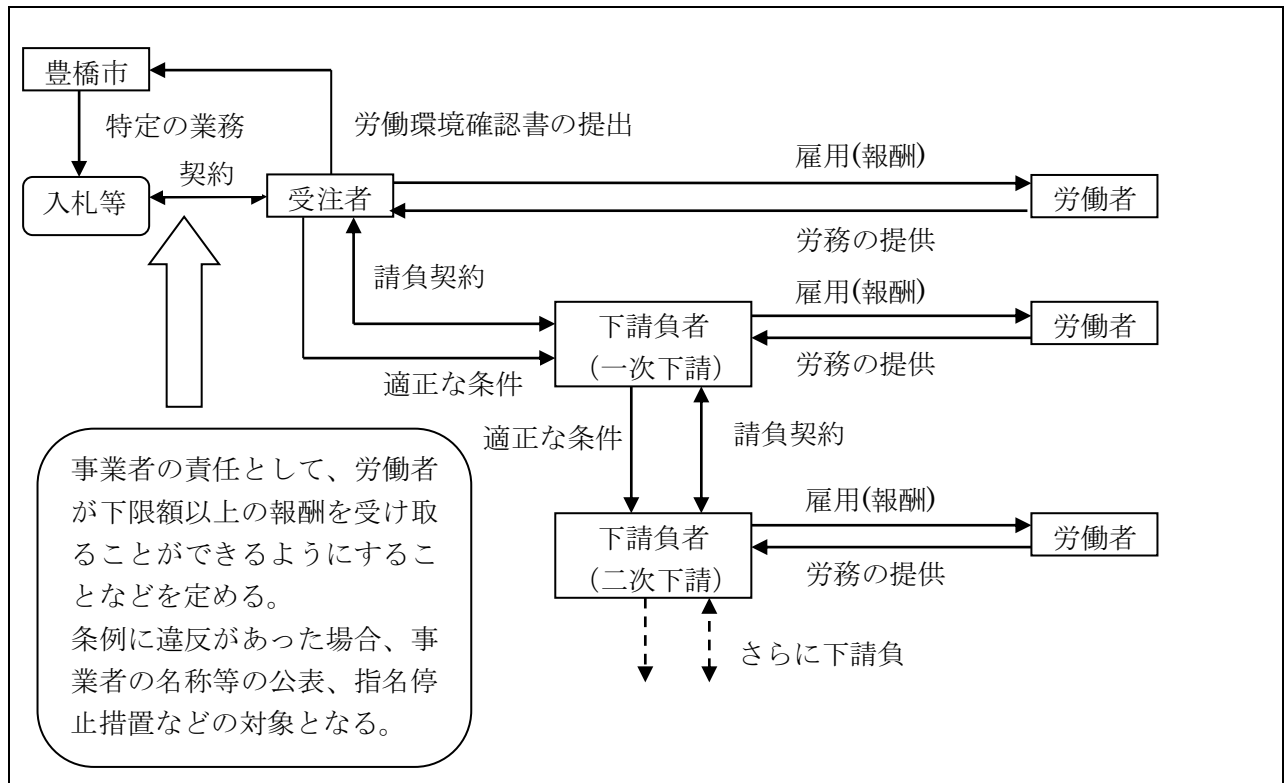 豊橋市
特定の業務
労働環境確認書の提出
雇用(報酬)
契約
入札等
受注者
労働者
労務の提供
請負契約
雇用(報酬)
下請負者
（一次下請）
労働者
労務の提供
適正な条件
適正な条件
請負契約
事業者の責任として、労働者
が下限額以上の報酬を受け取
ることができるようにするこ
となどを定める。
条例に違反があった場合、事
業者の名称等の公表、指名停
止措置などの対象となる。
雇用(報酬)
下請負者
（二次下請）
労働者
労務の提供
さらに下請負